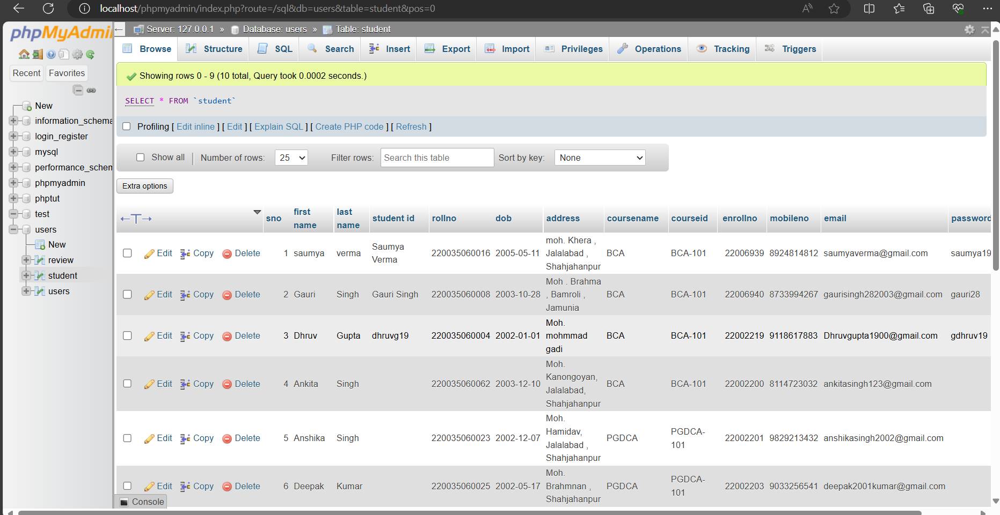 localhost/phpmyadmin/index.php?route=/sql&db=users&table=student&pos=0
phpMyAdmin
Server: 127.0.0.1 » Database: users » Table: student
Browse Structure SQL Search Insert Export Import Privileges Operations Tracking Triggers
Recent Favorites
New
information_schema
login_register
mysql
performance_schem
phpmyadmin
phptut
test
users
New
review
student
users
Showing rows 0 - 9 (10 total, Query took 0.0002 seconds.)
SELECT * FROM `student`
Profiling [ Edit inline ] [ Edit ] [ Explain SQL ] [ Create PHP code ] [ Refresh ]
Show all Number of rows: 25 Filter rows: Search this table Sort by key: None
Extra options
←T→ sno first name last name student id rollno dob address coursename courseid enrollno mobileno email password
Edit Copy Delete 1 saumya verma Saumya Verma 220035060016 2005-05-11 moh. Khera , Jalalabad , Shahjahanpur BCA BCA-101 22006939 8924814812 saumyaverma@gmail.com saumya19
Edit Copy Delete 2 Gauri Singh Gauri Singh 220035060008 2003-10-28 Moh . Brahma , Bamroli , Jamunia BCA BCA-101 22006940 8733994267 gaurisingh282003@gmail.com gauri28
Edit Copy Delete 3 Dhruv Gupta dhruvg19 220035060004 2002-01-01 Moh. mohmmad gadi BCA BCA-101 22002219 9118617883 Dhruvgupta1900@gmail.com gdhruv19
Edit Copy Delete 4 Ankita Singh 220035060062 2003-12-10 Moh. Kanongoyan, Jalalabad, Shahjahanpur BCA BCA-101 22002200 8114723032 ankitasingh123@gmail.com
Edit Copy Delete 5 Anshika Singh 220035060023 2002-12-07 Moh. Hamidav, Jalalabad , Shahjahanpur PGDCA PGDCA-101 22002201 9829213432 anshikasingh2002@gmail.com
Edit Copy Delete 6 Deepak Kumar 220035060025 2002-05-17 Moh. Brahmnan , Shahjahanpur PGDCA PGDCA-101 22002203 9033256541 deepak2001kumar@gmail.com
Console